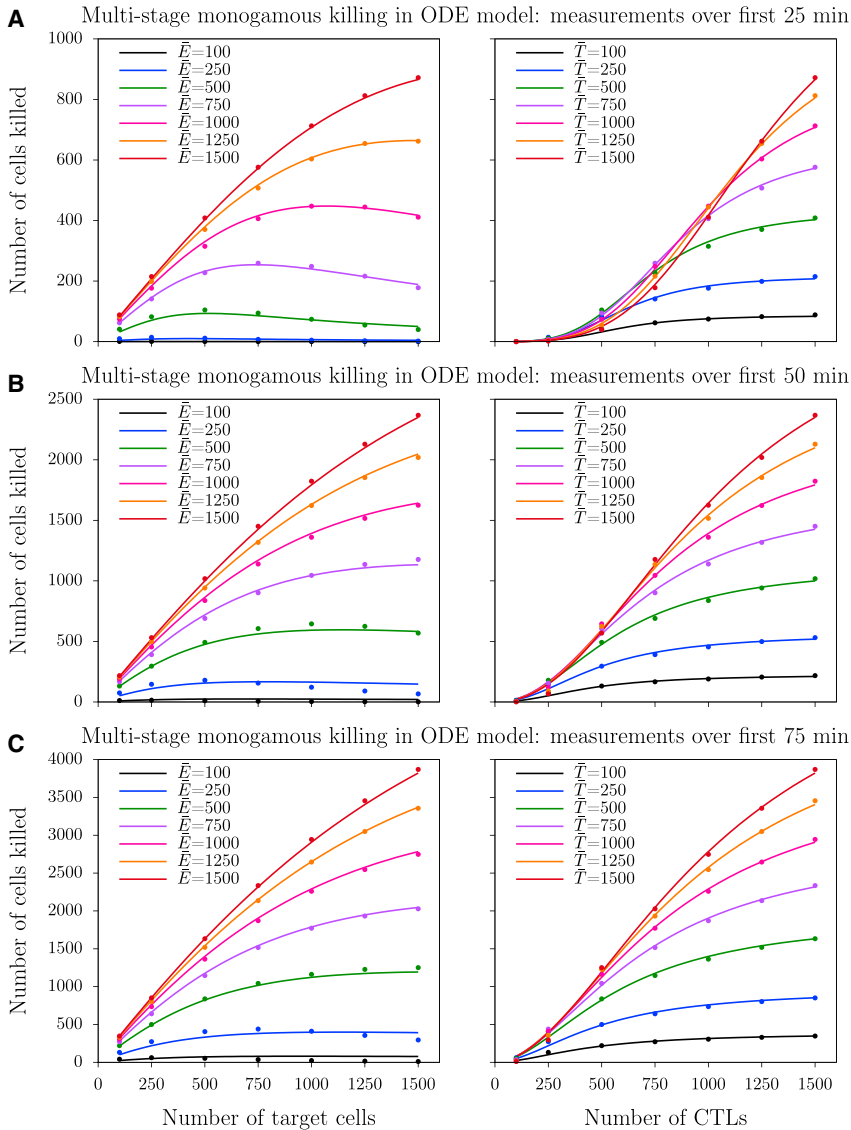 A
Multi-stage monogamous killing in ODE model: measurements over first 25 min
Number of cells killed
1000
800
600
400
200
0
Ē=100
Ē=250
Ē=500
Ē=750
Ē=1000
Ē=1250
Ē=1500
T̄=100
T̄=250
T̄=500
T̄=750
T̄=1000
T̄=1250
T̄=1500
B
Multi-stage monogamous killing in ODE model: measurements over first 50 min
Number of cells killed
2500
2000
1500
1000
500
0
Ē=100
Ē=250
Ē=500
Ē=750
Ē=1000
Ē=1250
Ē=1500
T̄=100
T̄=250
T̄=500
T̄=750
T̄=1000
T̄=1250
T̄=1500
C
Multi-stage monogamous killing in ODE model: measurements over first 75 min
Number of cells killed
4000
3500
3000
2500
2000
1500
1000
500
0
Ē=100
Ē=250
Ē=500
Ē=750
Ē=1000
Ē=1250
Ē=1500
T̄=100
T̄=250
T̄=500
T̄=750
T̄=1000
T̄=1250
T̄=1500
0 250 500 750 1000 1250 1500
0 250 500 750 1000 1250 1500
Number of target cells
Number of CTLs